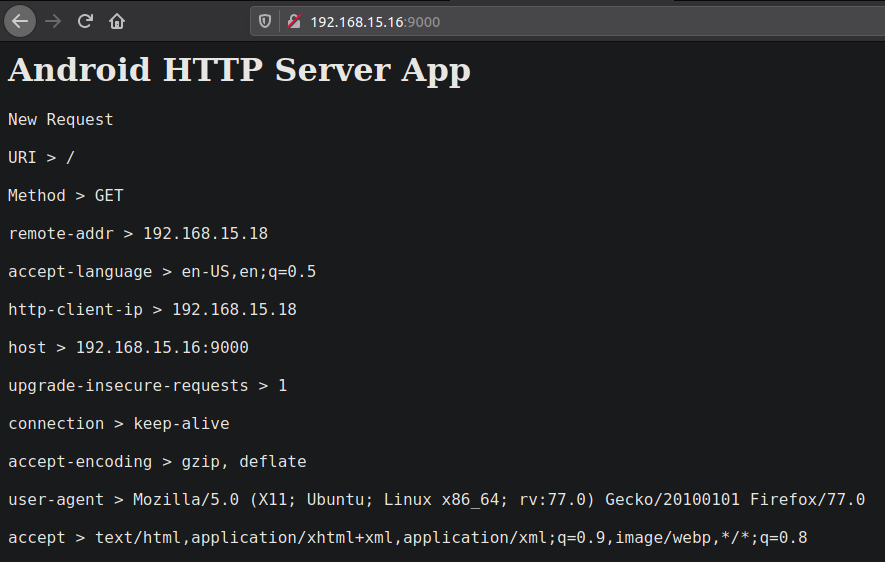 192.168.15.16:9000
Android HTTP Server App
New Request
URI > /
Method > GET
remote-addr > 192.168.15.18
accept-language > en-US,en;q=0.5
http-client-ip > 192.168.15.18
host > 192.168.15.16:9000
upgrade-insecure-requests > 1
connection > keep-alive
accept-encoding > gzip, deflate
user-agent > Mozilla/5.0 (X11; Ubuntu; Linux x86_64; rv:77.0) Gecko/20100101 Firefox/77.0
accept > text/html,application/xhtml+xml,application/xml;q=0.9,image/webp,*/*;q=0.8